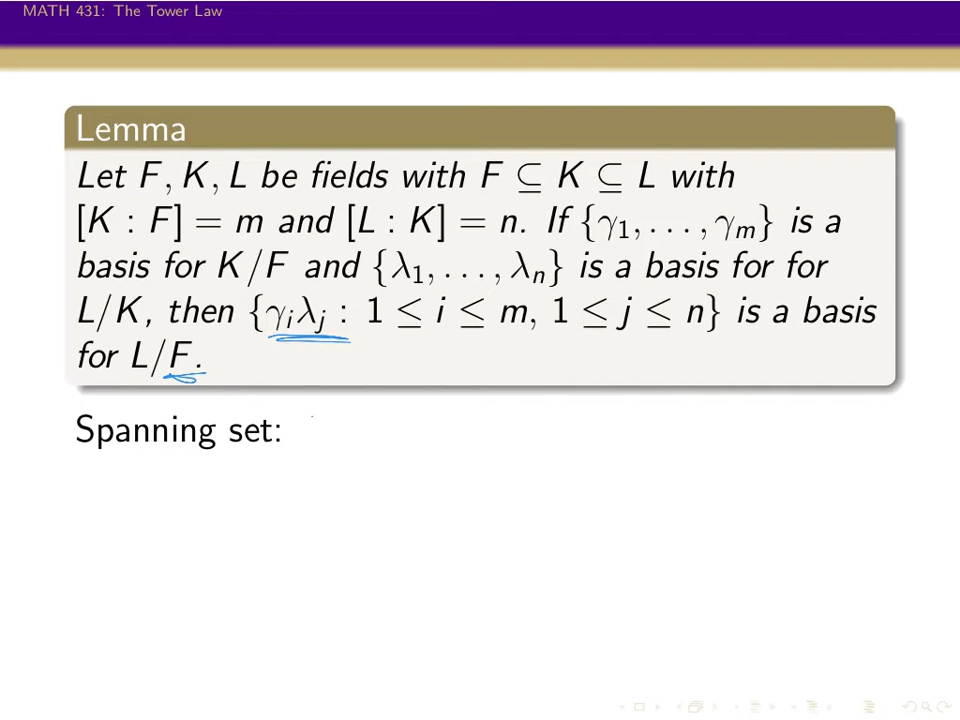 MATH 431: The Tower Law
Lemma
Let F, K, L be fields with F ⊆ K ⊆ L with
[K : F] = m and [L : K] = n. If {γ₁, . . . , γₘ} is a
basis for K/F and {λ₁, . . . , λₙ} is a basis for for
L/K, then {γᵢλⱼ : 1 ≤ i ≤ m, 1 ≤ j ≤ n} is a basis
for L/F.
Spanning set: